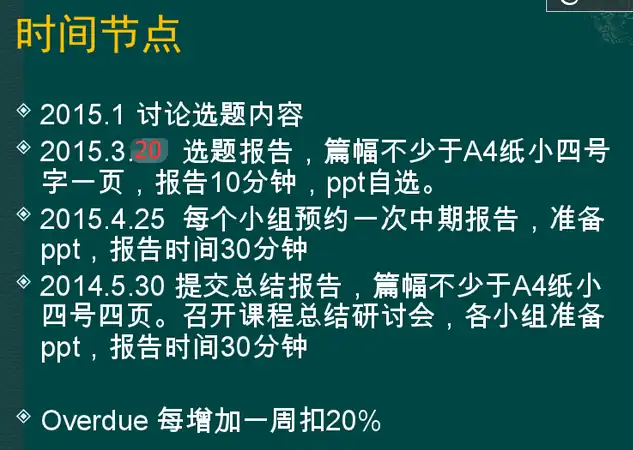 时间节点
2015.1 讨论选题内容
2015.3.20 选题报告，篇幅不少于A4纸小四号
字一页，报告10分钟，ppt自选。
2015.4.25 每个小组预约一次中期报告，准备
ppt，报告时间30分钟
2014.5.30 提交总结报告，篇幅不少于A4纸小
四号四页。召开课程总结研讨会，各小组准备
ppt，报告时间30分钟
Overdue 每增加一周扣20%